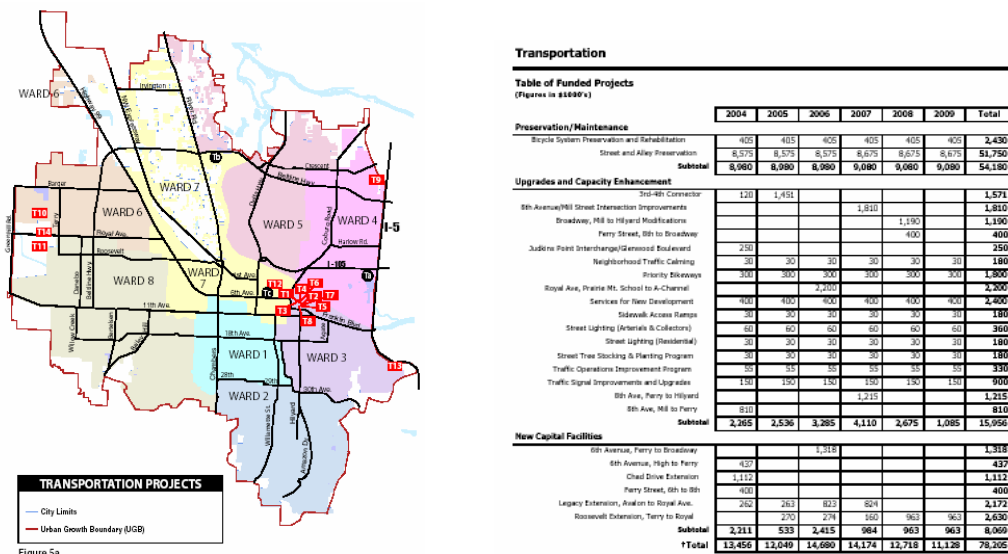 WARD 6
Irvington
River Rd.
Tb
Crescent
Beltline Hwy.
T9
Barger
WARD 7
T10
WARD 6
WARD 5
WARD 4
Coburg Road
I-5
T14
Royal Ave.
T11
Harlow Rd.
Roosevelt
I-105
WARD 8
WARD
7
1st Ave.
6th Ave.
T12
T6
T4
T1
T2
T7
T3
T5
T8
Franklin Blvd.
Beltline Hwy
11th Ave.
18th Ave.
Chambers
WARD 1
WARD 3
T13
28th
29th
30th Ave.
WARD 2
Willamette St.
Hilyard
Amazon Dr.
TRANSPORTATION PROJECTS
City Limits
Urban Growth Boundary (UGB)
Figure 5a
Transportation
Table of Funded Projects
(Figures in $1000's)
2004 2005 2006 2007 2008 2009 Total
Preservation/Maintenance
Bicycle System Preservation and Rehabilitation 405 405 405 405 405 405 2,430
Street and Alley Preservation 8,575 8,575 8,575 8,675 8,675 8,675 51,750
Subtotal 8,980 8,980 8,980 9,080 9,080 9,080 54,180
Upgrades and Capacity Enhancement
3rd-4th Connector 120 1,451 1,571
8th Avenue/Mill Street Intersection Improvements 1,810 1,810
Broadway, Mill to Hilyard Modifications 1,190 1,190
Ferry Street, 8th to Broadway 400 400
Judkins Point Interchange/Glenwood Boulevard 250 250
Neighborhood Traffic Calming 30 30 30 30 30 30 180
Priority Bikeways 300 300 300 300 300 300 1,800
Royal Ave, Prairie Mt. School to A-Channel 2,200 2,200
Services for New Development 400 400 400 400 400 400 2,400
Sidewalk Access Ramps 30 30 30 30 30 30 180
Street Lighting (Arterials & Collectors) 60 60 60 60 60 60 360
Street Lighting (Residential) 30 30 30 30 30 30 180
Street Tree Stocking & Planting Program 30 30 30 30 30 30 180
Traffic Operations Improvement Program 55 55 55 55 55 55 330
Traffic Signal Improvements and Upgrades 150 150 150 150 150 150 900
8th Ave, Ferry to Hilyard 1,215 1,215
8th Ave, Mill to Ferry 810 810
Subtotal 2,265 2,536 3,285 4,110 2,675 1,085 15,956
New Capital Facilities
6th Avenue, Ferry to Broadway 1,318 1,318
6th Avenue, High to Ferry 437 437
Chad Drive Extension 1,112 1,112
Ferry Street, 6th to 8th 400 400
Legacy Extension, Avalon to Royal Ave. 262 263 823 824 2,172
Roosevelt Extension, Terry to Royal 270 274 160 963 963 2,630
Subtotal 2,211 533 2,415 984 963 963 8,069
†Total 13,456 12,049 14,680 14,174 12,718 11,128 78,205